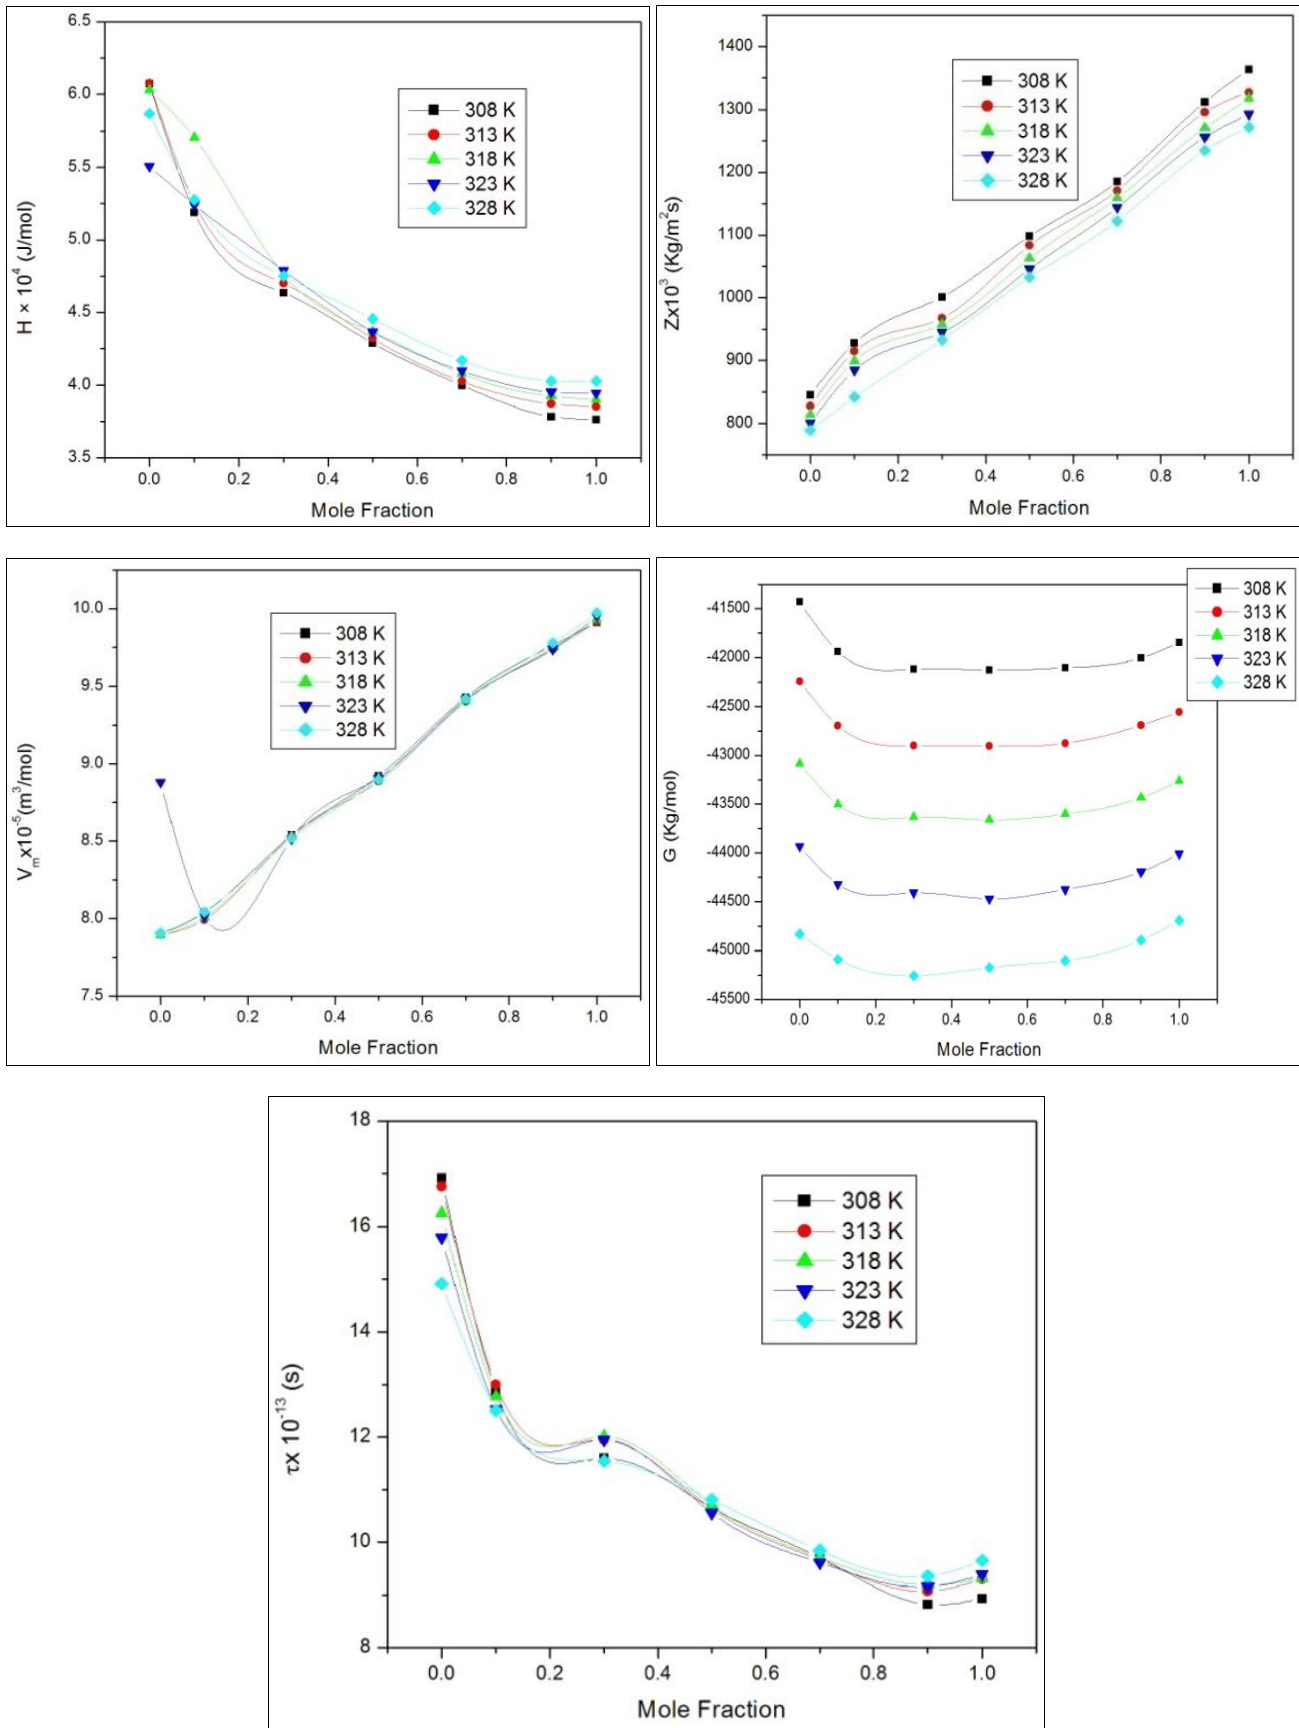 6.5
6.0
5.5
5.0
4.5
4.0
3.5
0.0 0.2 0.4 0.6 0.8 1.0
H × 10⁴ (J/mol)
Mole Fraction
308 K
313 K
318 K
323 K
328 K
1400
1300
1200
1100
1000
900
800
0.0 0.2 0.4 0.6 0.8 1.0
Zx10³ (Kg/m²s)
Mole Fraction
308 K
313 K
318 K
323 K
328 K
10.0
9.5
9.0
8.5
8.0
7.5
0.0 0.2 0.4 0.6 0.8 1.0
Vₘ x10⁻⁵(m³/mol)
Mole Fraction
308 K
313 K
318 K
323 K
328 K
-41500
-42000
-42500
-43000
-43500
-44000
-44500
-45000
-45500
0.0 0.2 0.4 0.6 0.8 1.0
G (Kg/mol)
Mole Fraction
308 K
313 K
318 K
323 K
328 K
18
16
14
12
10
8
0.0 0.2 0.4 0.6 0.8 1.0
τx 10⁻¹³ (s)
Mole Fraction
308 K
313 K
318 K
323 K
328 K